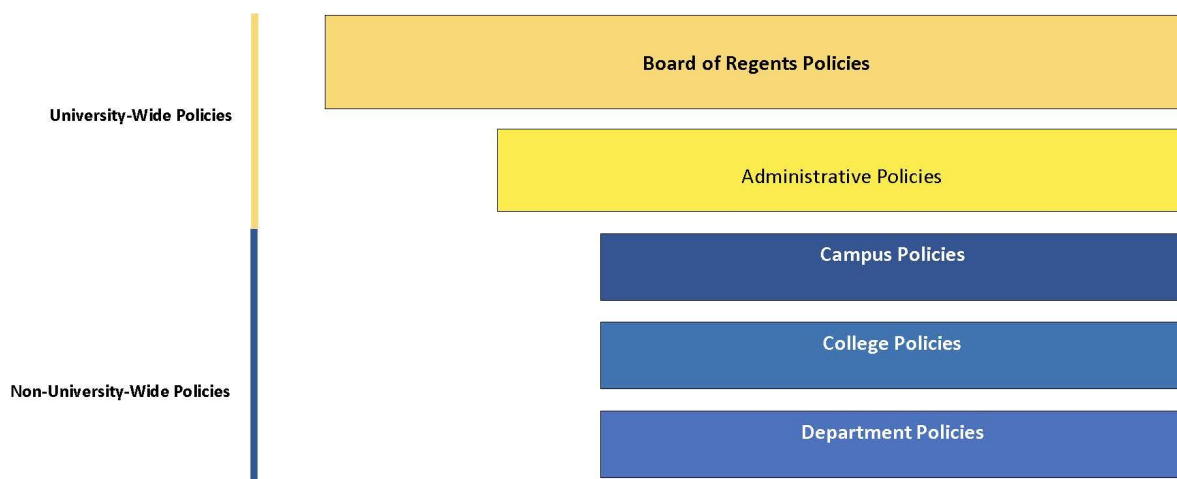 Board of Regents Policies
University-Wide Policies
Administrative Policies
Campus Policies
College Policies
Non-University-Wide Policies
Department Policies